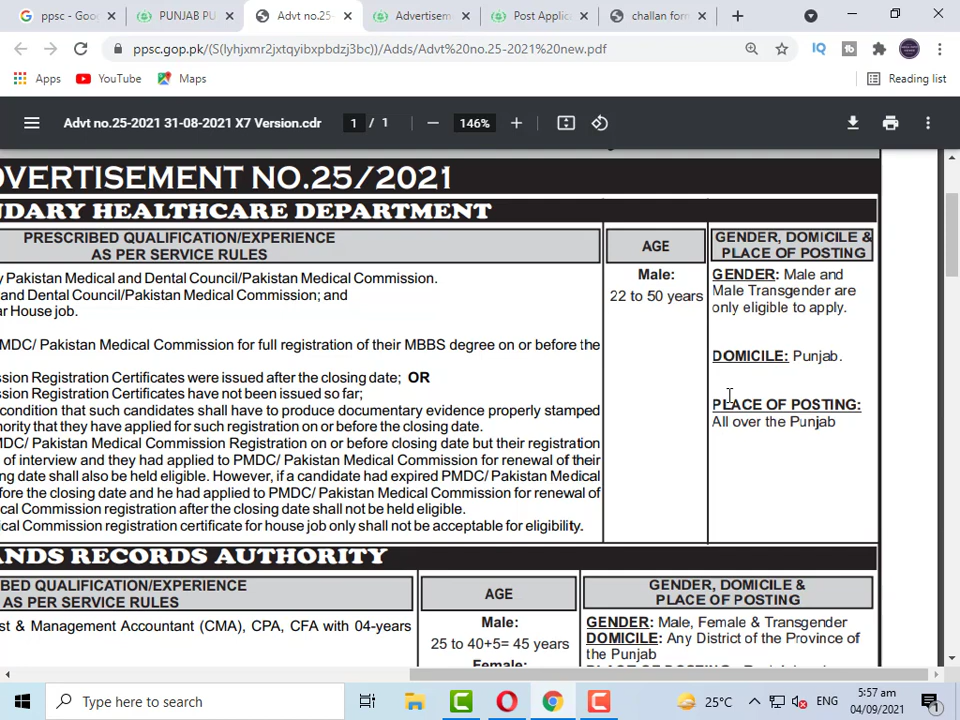 ppsc - Goo
PUNJAB PU
Advt no.25-
Advertisem
Post Applic
challan form
ppsc.gop.pk/(S(lyhjxmr2jxtqyibxpbdzj3bc))/Adds/Advt%20no.25-2021%20new.pdf
IQ
Apps
YouTube
Maps
Reading list
Advt no.25-2021 31-08-2021 X7 Version.cdr
1 / 1
146%
DVERTISEMENT NO.25/2021
NDARY HEALTHCARE DEPARTMENT
PRESCRIBED QUALIFICATION/EXPERIENCE
AS PER SERVICE RULES
AGE
GENDER, DOMICILE &
PLACE OF POSTING
y Pakistan Medical and Dental Council/Pakistan Medical Commission.
and Dental Council/Pakistan Medical Commission; and
ar House job.
MDC/ Pakistan Medical Commission for full registration of their MBBS degree on or before the
ssion Registration Certificates were issued after the closing date; OR
ssion Registration Certificates have not been issued so far;
condition that such candidates shall have to produce documentary evidence properly stamped
hority that they have applied for such registration on or before the closing date.
MDC/ Pakistan Medical Commission Registration on or before closing date but their registration
of interview and they had applied to PMDC/ Pakistan Medical Commission for renewal of their
ng date shall also be held eligible. However, if a candidate had expired PMDC/ Pakistan Medical
fore the closing date and he had applied to PMDC/ Pakistan Medical Commission for renewal of
cal Commission registration after the closing shall not be held eligible.
cal Commission registration certificate for house job only shall not be acceptable for eligibility.
Male:
22 to 50 years
GENDER: Male and
Male Transgender are
only eligible to apply.
DOMICILE: Punjab.
PLACE OF POSTING:
All over the Punjab
ANDS RECORDS AUTHORITY
BED QUALIFICATION/EXPERIENCE
AS PER SERVICE RULES
AGE
GENDER, DOMICILE &
PLACE OF POSTING
st & Management Accountant (CMA), CPA, CFA with 04-years
Male:
25 to 40+5= 45 years
Female:
GENDER: Male, Female & Transgender
DOMICILE: Any District of the Province of
the Punjab
Type here to search
25°C
ENG
5:57 am
04/09/2021
1